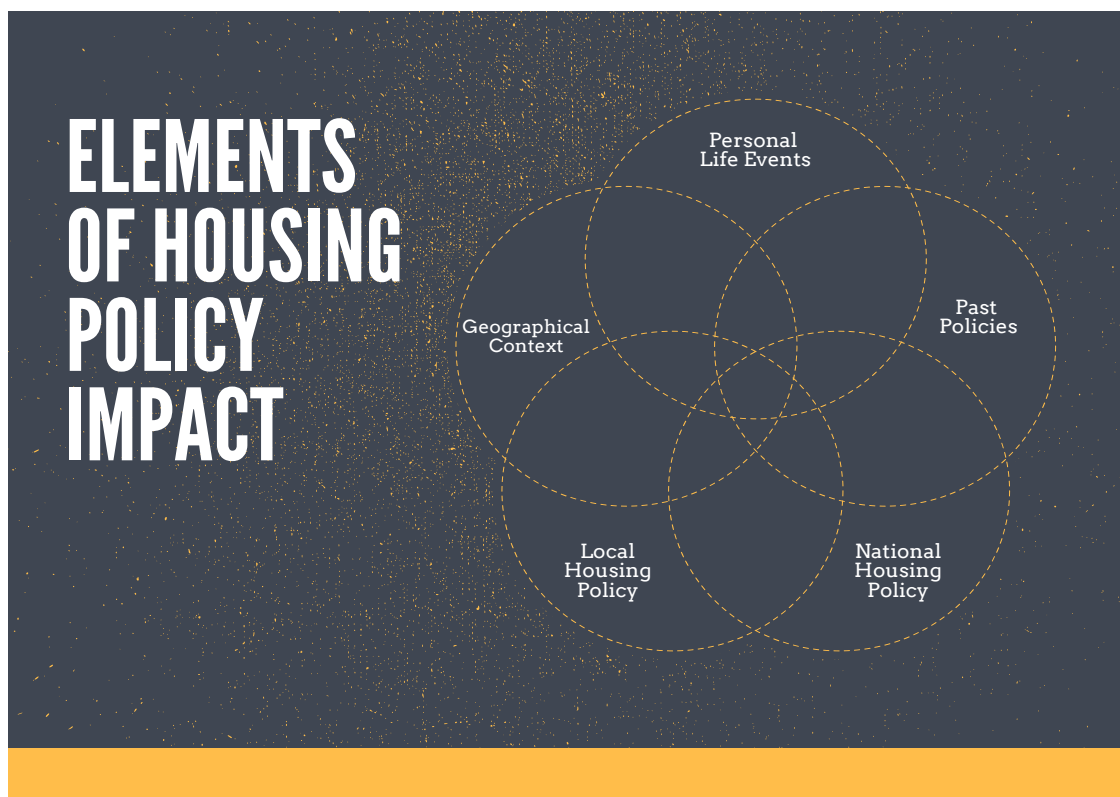 ELEMENTS
OF HOUSING
POLICY
IMPACT
Personal
Life Events
Geographical
Context
Past
Policies
Local
Housing
Policy
National
Housing
Policy